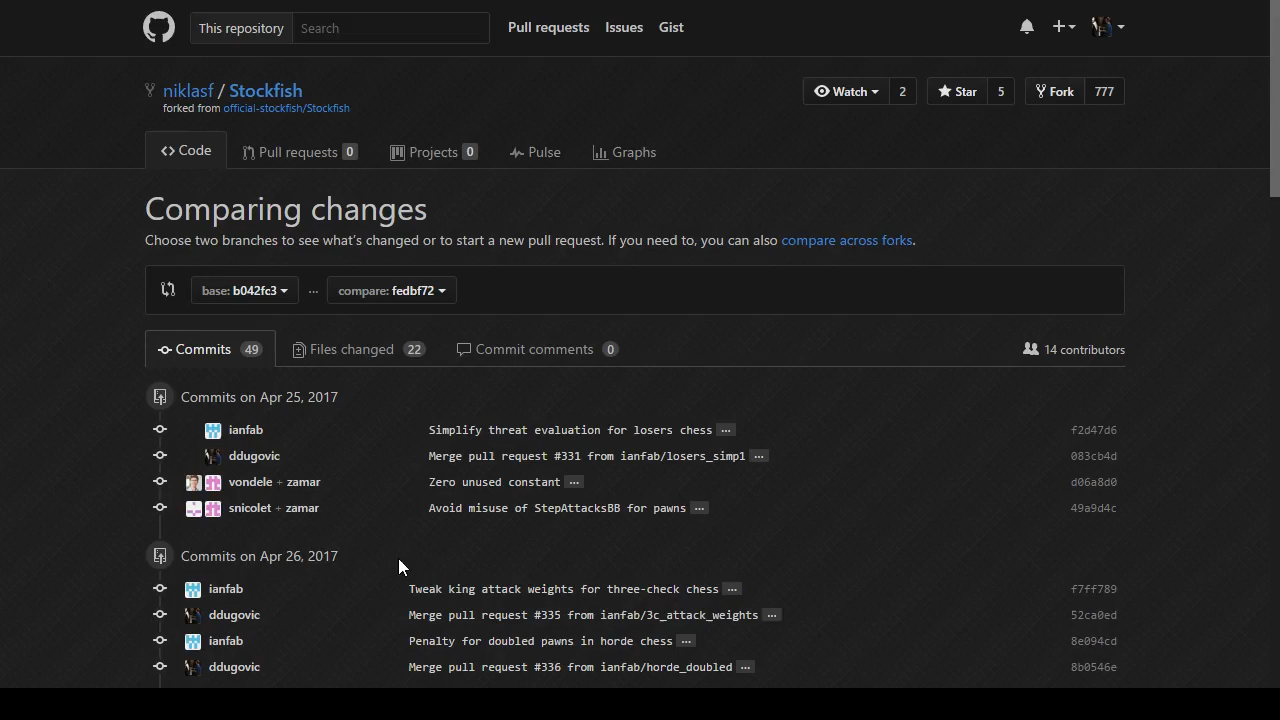 This repository Search Pull requests Issues Gist
niklasf / Stockfish Watch 2 Star 5 Fork 777
forked from official-stockfish/Stockfish
Code Pull requests 0 Projects 0 Pulse Graphs
Comparing changes
Choose two branches to see what's changed or to start a new pull request. If you need to, you can also compare across forks.
base: b042fc3 ... compare: fedbf72
Commits 49 Files changed 22 Commit comments 0 14 contributors
Commits on Apr 25, 2017
ianfab Simplify threat evaluation for losers chess … f2d47d6
ddugovic Merge pull request #331 from ianfab/losers_simpl … 083cb4d
vondele + zamar Zero unused constant … d06a8d0
snicolet + zamar Avoid misuse of StepAttacksBB for pawns … 49a9d4c
Commits on Apr 26, 2017
ianfab Tweak king attack weights for three-check chess … f7ff789
ddugovic Merge pull request #335 from ianfab/3c_attack_weights … 52ca0ed
ianfab Penalty for doubled pawns in horde chess … 8e094cd
ddugovic Merge pull request #336 from ianfab/horde_doubled … 8b0546e